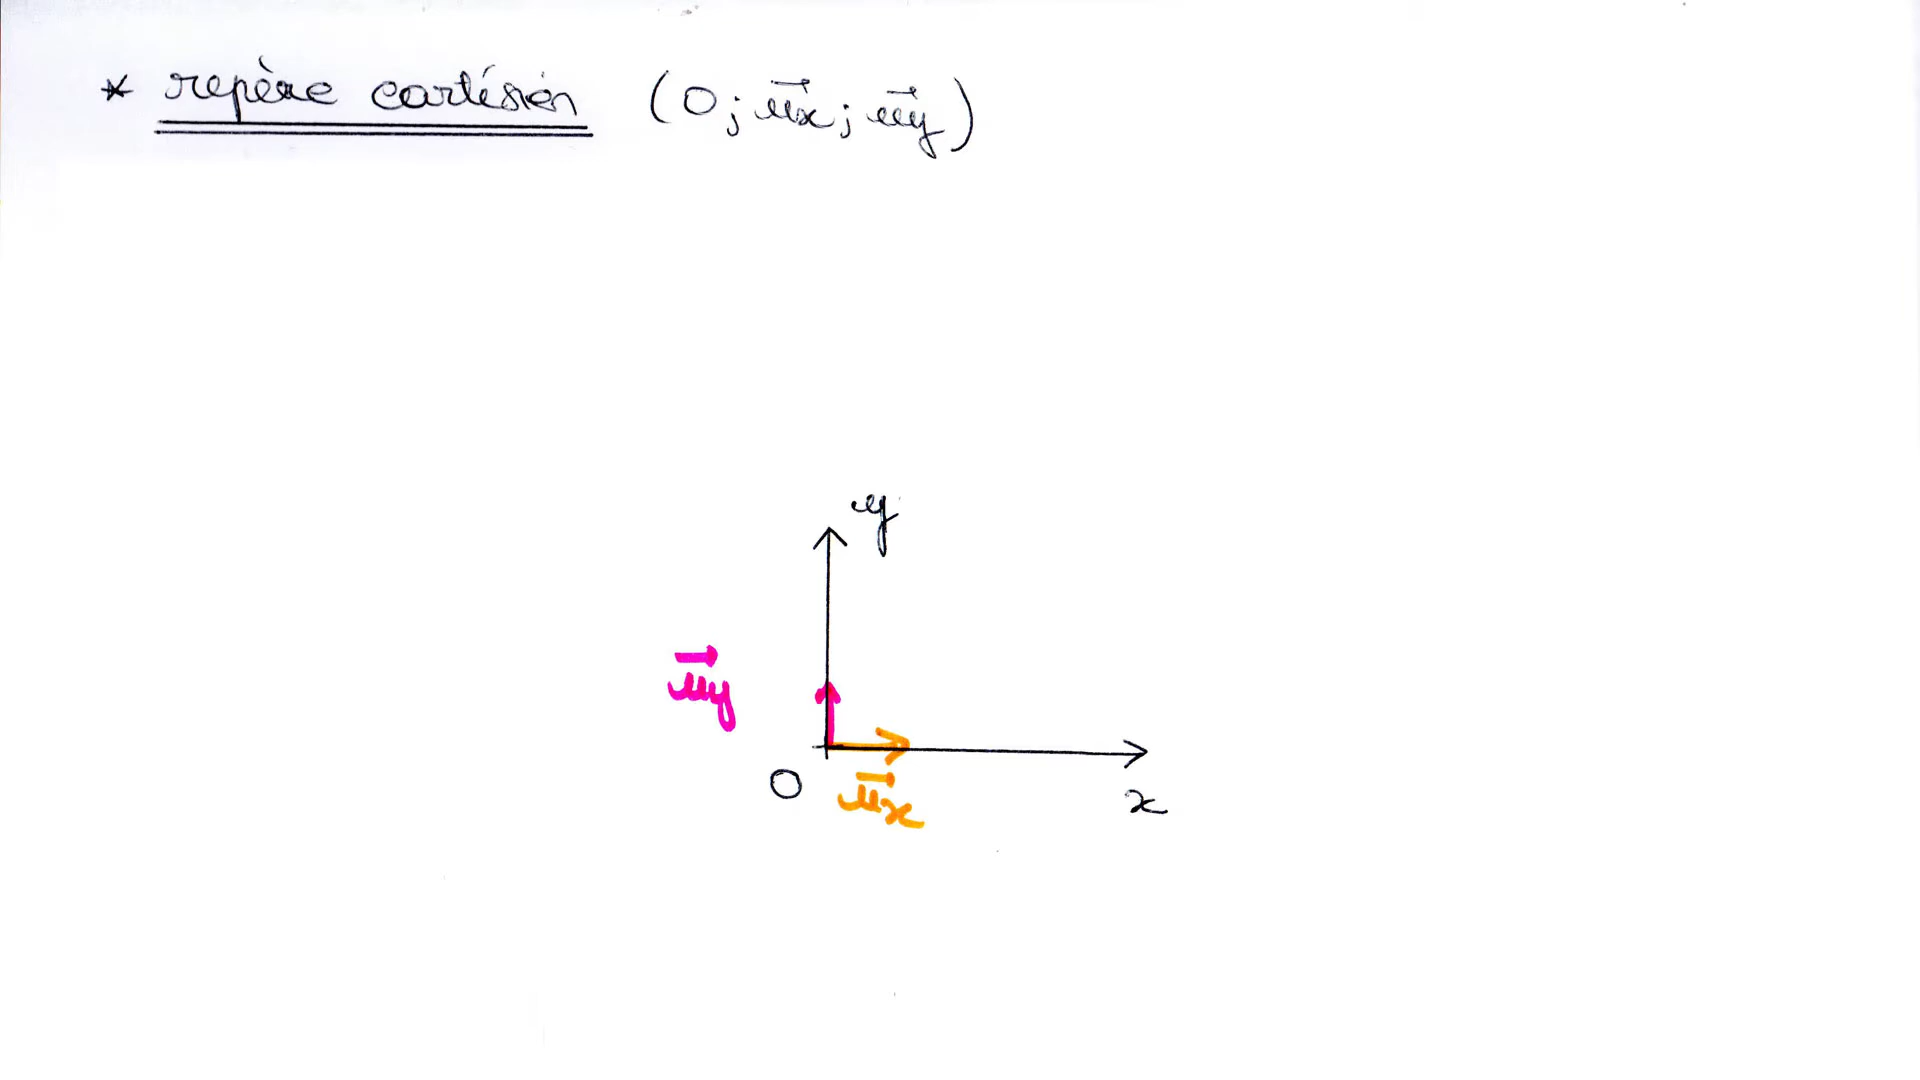 * repère cartésien (O; u⃗x; u⃗y)
y
u⃗y
O
u⃗x
x